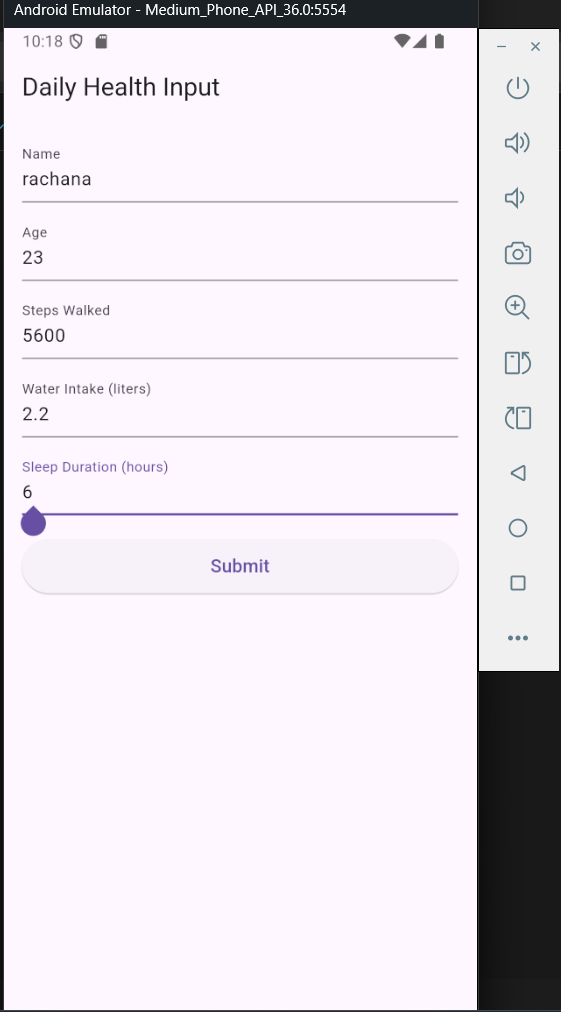 Android Emulator - Medium_Phone_API_36.0:5554
10:18
Daily Health Input
Name
rachana
Age
23
Steps Walked
5600
Water Intake (liters)
2.2
Sleep Duration (hours)
6
Submit